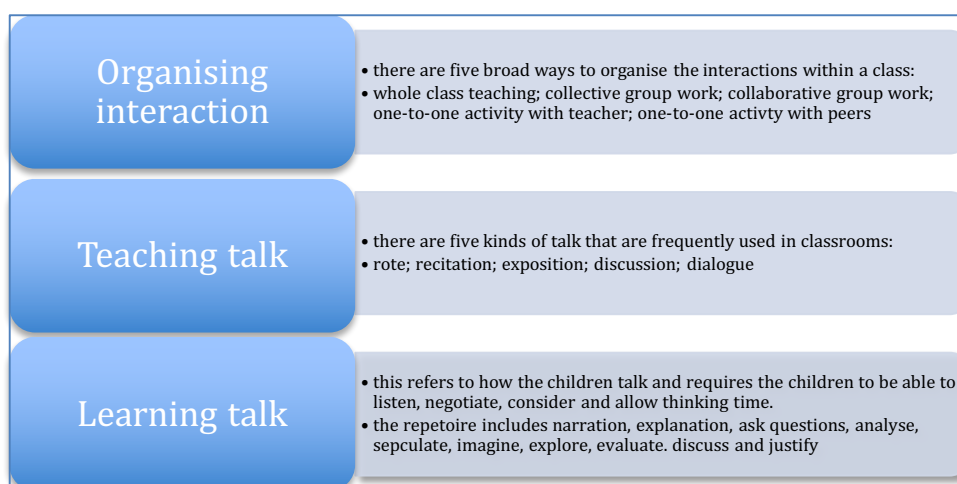 Organising
interaction
• there are five broad ways to organise the interactions within a class:
• whole class teaching; collective group work; collaborative group work;
one-to-one activity with teacher; one-to-one activty with peers
Teaching talk
• there are five kinds of talk that are frequently used in classrooms:
• rote; recitation; exposition; discussion; dialogue
Learning talk
• this refers to how the children talk and requires the children to be able to
listen, negotiate, consider and allow thinking time.
• the repetoire includes narration, explanation, ask questions, analyse,
sepculate, imagine, explore, evaluate. discuss and justify